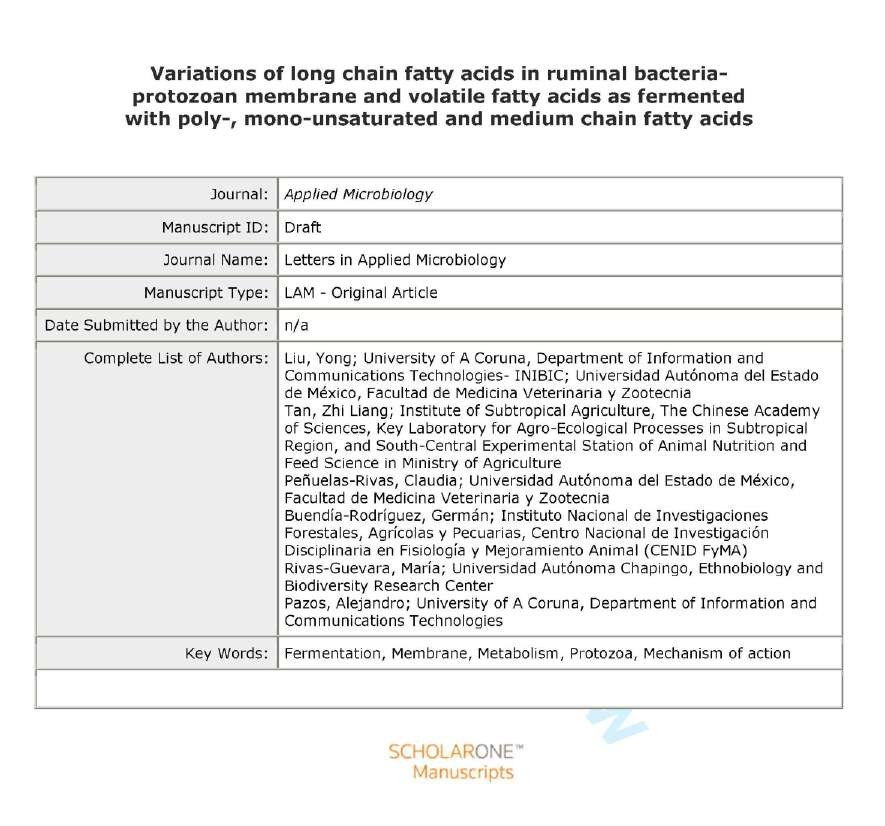 Variations of long chain fatty acids in ruminal bacteria-
protozoan membrane and volatile fatty acids as fermented
with poly-, mono-unsaturated and medium chain fatty acids
Journal: Applied Microbiology
Manuscript ID: Draft
Journal Name: Letters in Applied Microbiology
Manuscript Type: LAM - Original Article
Date Submitted by the Author: n/a
Complete List of Authors: Liu, Yong; University of A Coruna, Department of Information and
Communications Technologies- INIBIC; Universidad Autónoma del Estado
de México, Facultad de Medicina Veterinaria y Zootecnia
Tan, Zhi Liang; Institute of Subtropical Agriculture, The Chinese Academy
of Sciences, Key Laboratory for Agro-Ecological Processes in Subtropical
Region, and South-Central Experimental Station of Animal Nutrition and
Feed Science in Ministry of Agriculture
Peñuelas-Rivas, Claudia; Universidad Autónoma del Estado de México,
Facultad de Medicina Veterinaria y Zootecnia
Buendía-Rodríguez, Germán; Instituto Nacional de Investigaciones
Forestales, Agrícolas y Pecuarias, Centro Nacional de Investigación
Disciplinaria en Fisiología y Mejoramiento Animal (CENID FyMA)
Rivas-Guevara, María; Universidad Autónoma Chapingo, Ethnobiology and
Biodiversity Research Center
Pazos, Alejandro; University of A Coruna, Department of Information and
Communications Technologies
Key Words: Fermentation, Membrane, Metabolism, Protozoa, Mechanism of action
w
SCHOLARONE™
Manuscripts